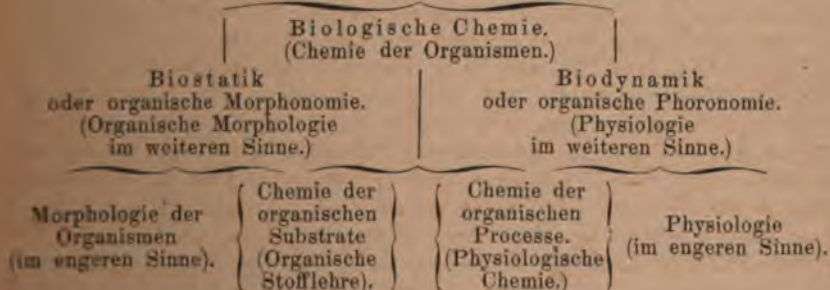 Biologische Chemie.
(Chemie der Organismen.)
Biostatik
oder organische Morphonomie.
(Organische Morphologie
im weiteren Sinne.)
Biodynamik
oder organische Phoronomie.
(Physiologie
im weiteren Sinne.)
Morphologie der
Organismen
(im engeren Sinne).
Chemie der
organischen
Substrate
(Organische
Stofflehre).
Chemie der
organischen
Processe.
(Physiologische
Chemie.)
Physiologie
(im engeren Sinne).